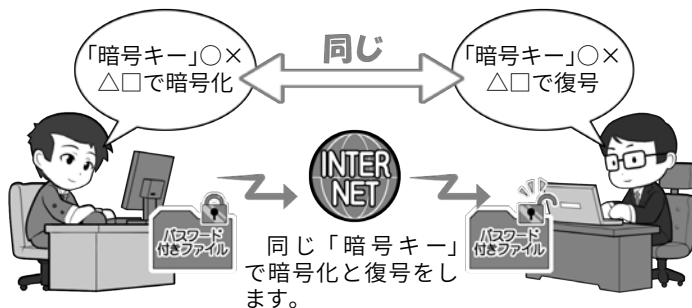 「暗号キー」○×
△□で暗号化
同じ
「暗号キー」○×
△□で復号
INTER
NET
パスワード
付きファイル
パスワード
付きファイル
同じ「暗号キー」
で暗号化と復号をし
ます。